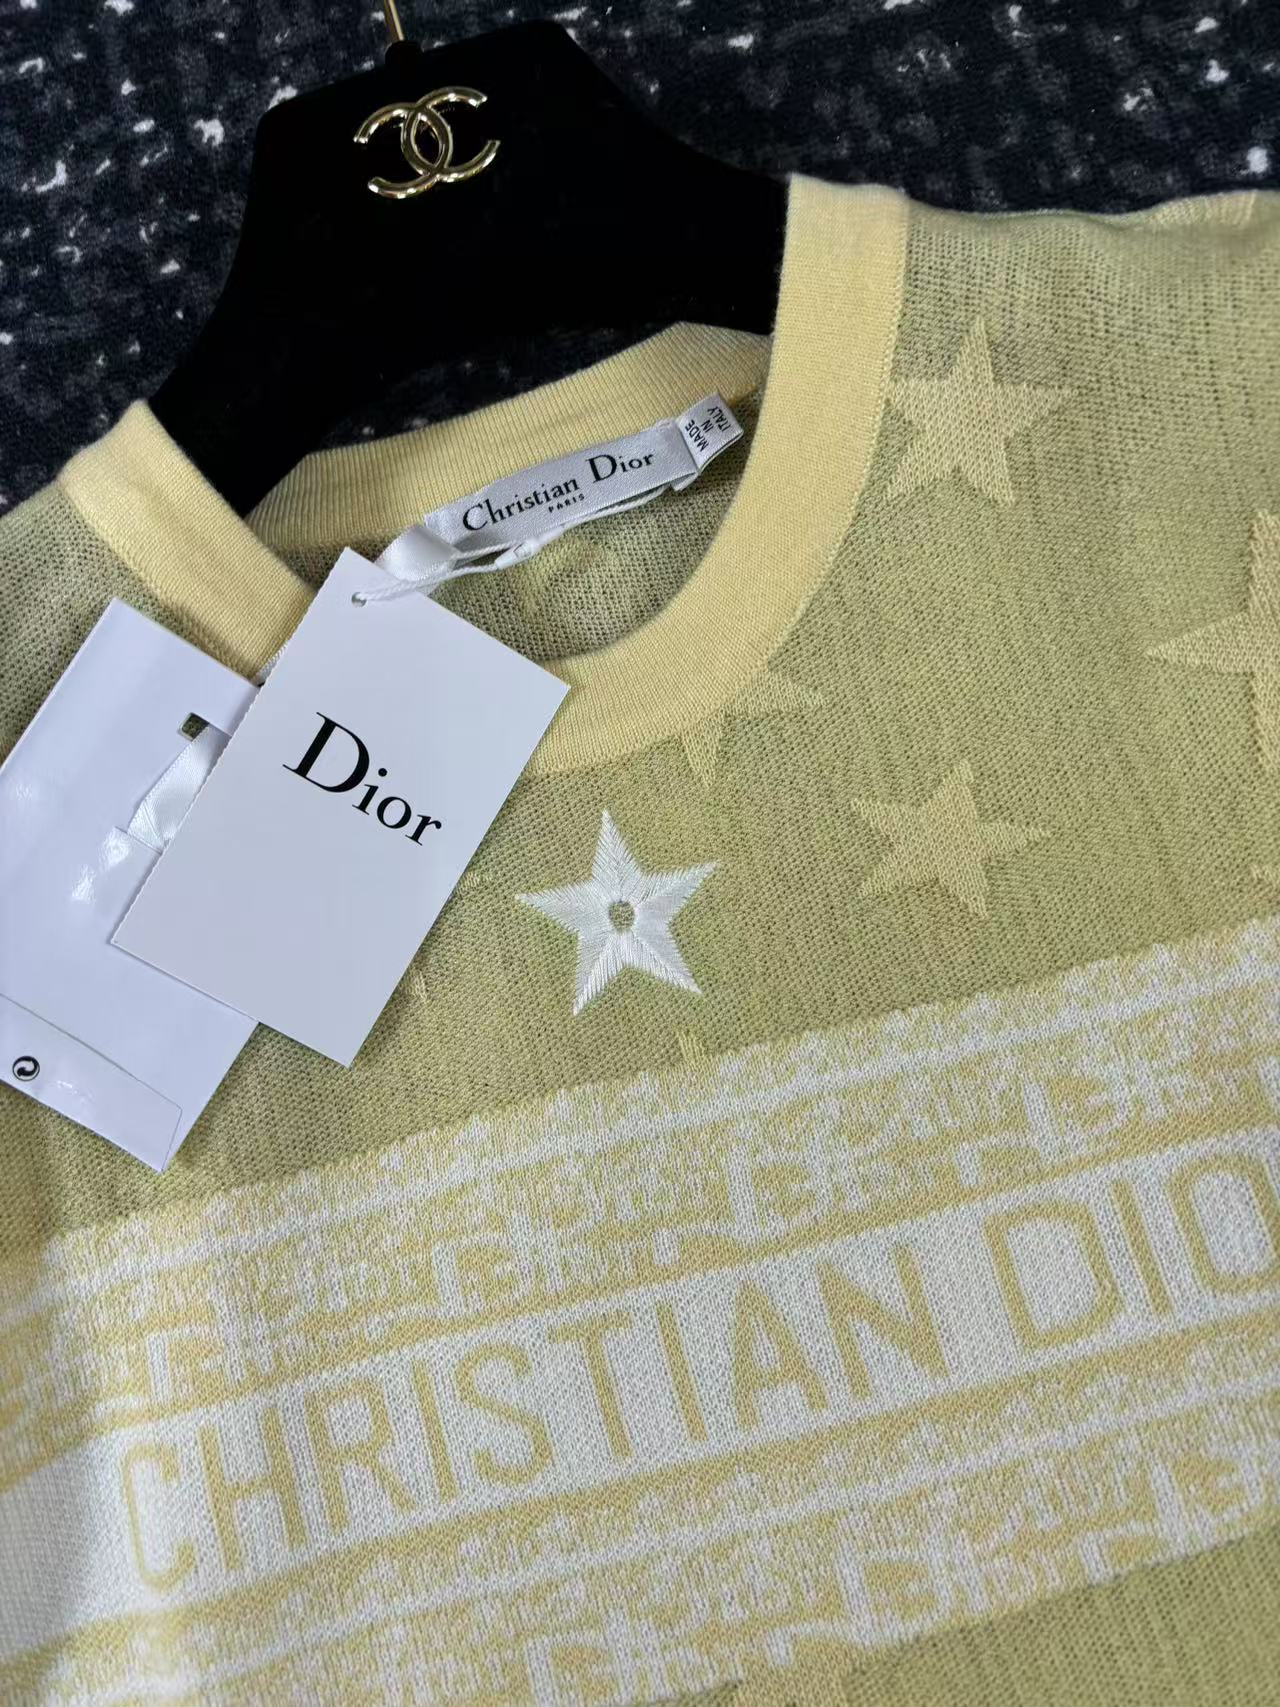 Christian Dior
PARIS
MADE
IN
ITALY
Dior
CHRISTIAN DIO